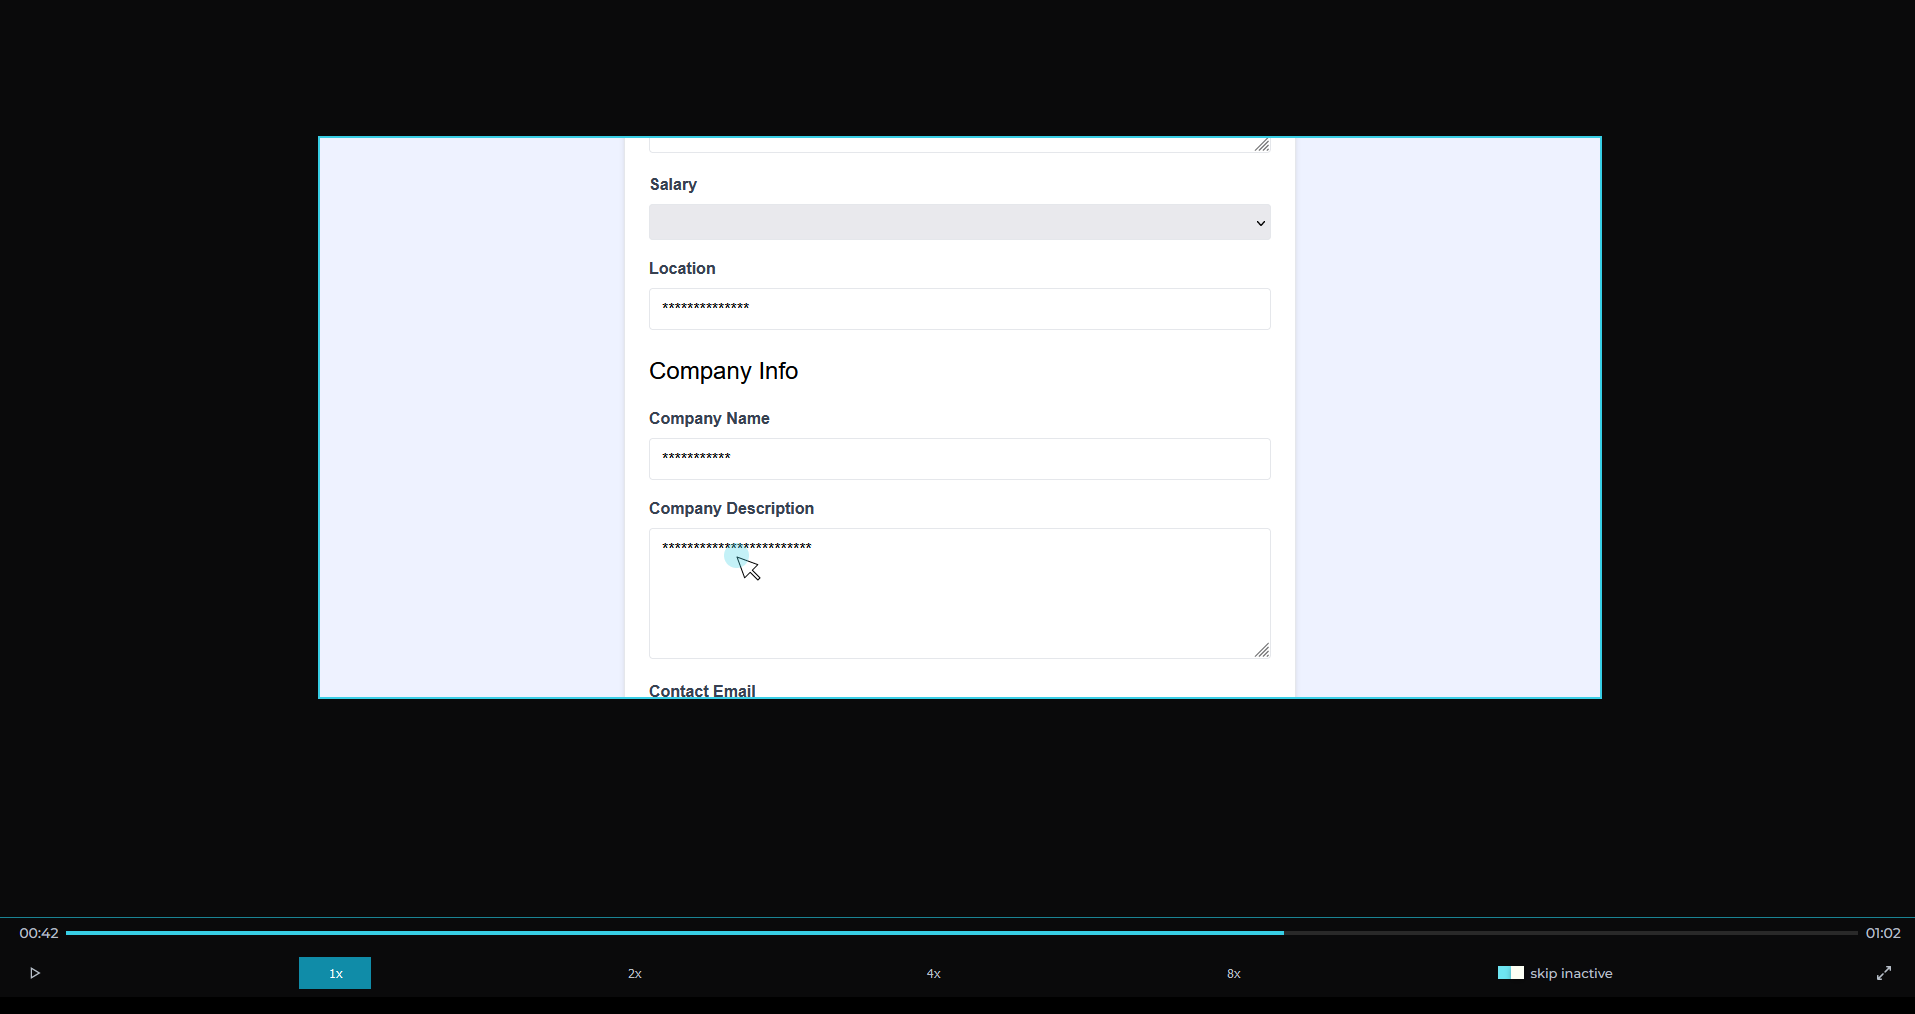 Salary
Location
**************
Company Info
Company Name
***********
Company Description
************************
Contact Email
00:42
01:02
1x
2x
4x
8x
skip inactive